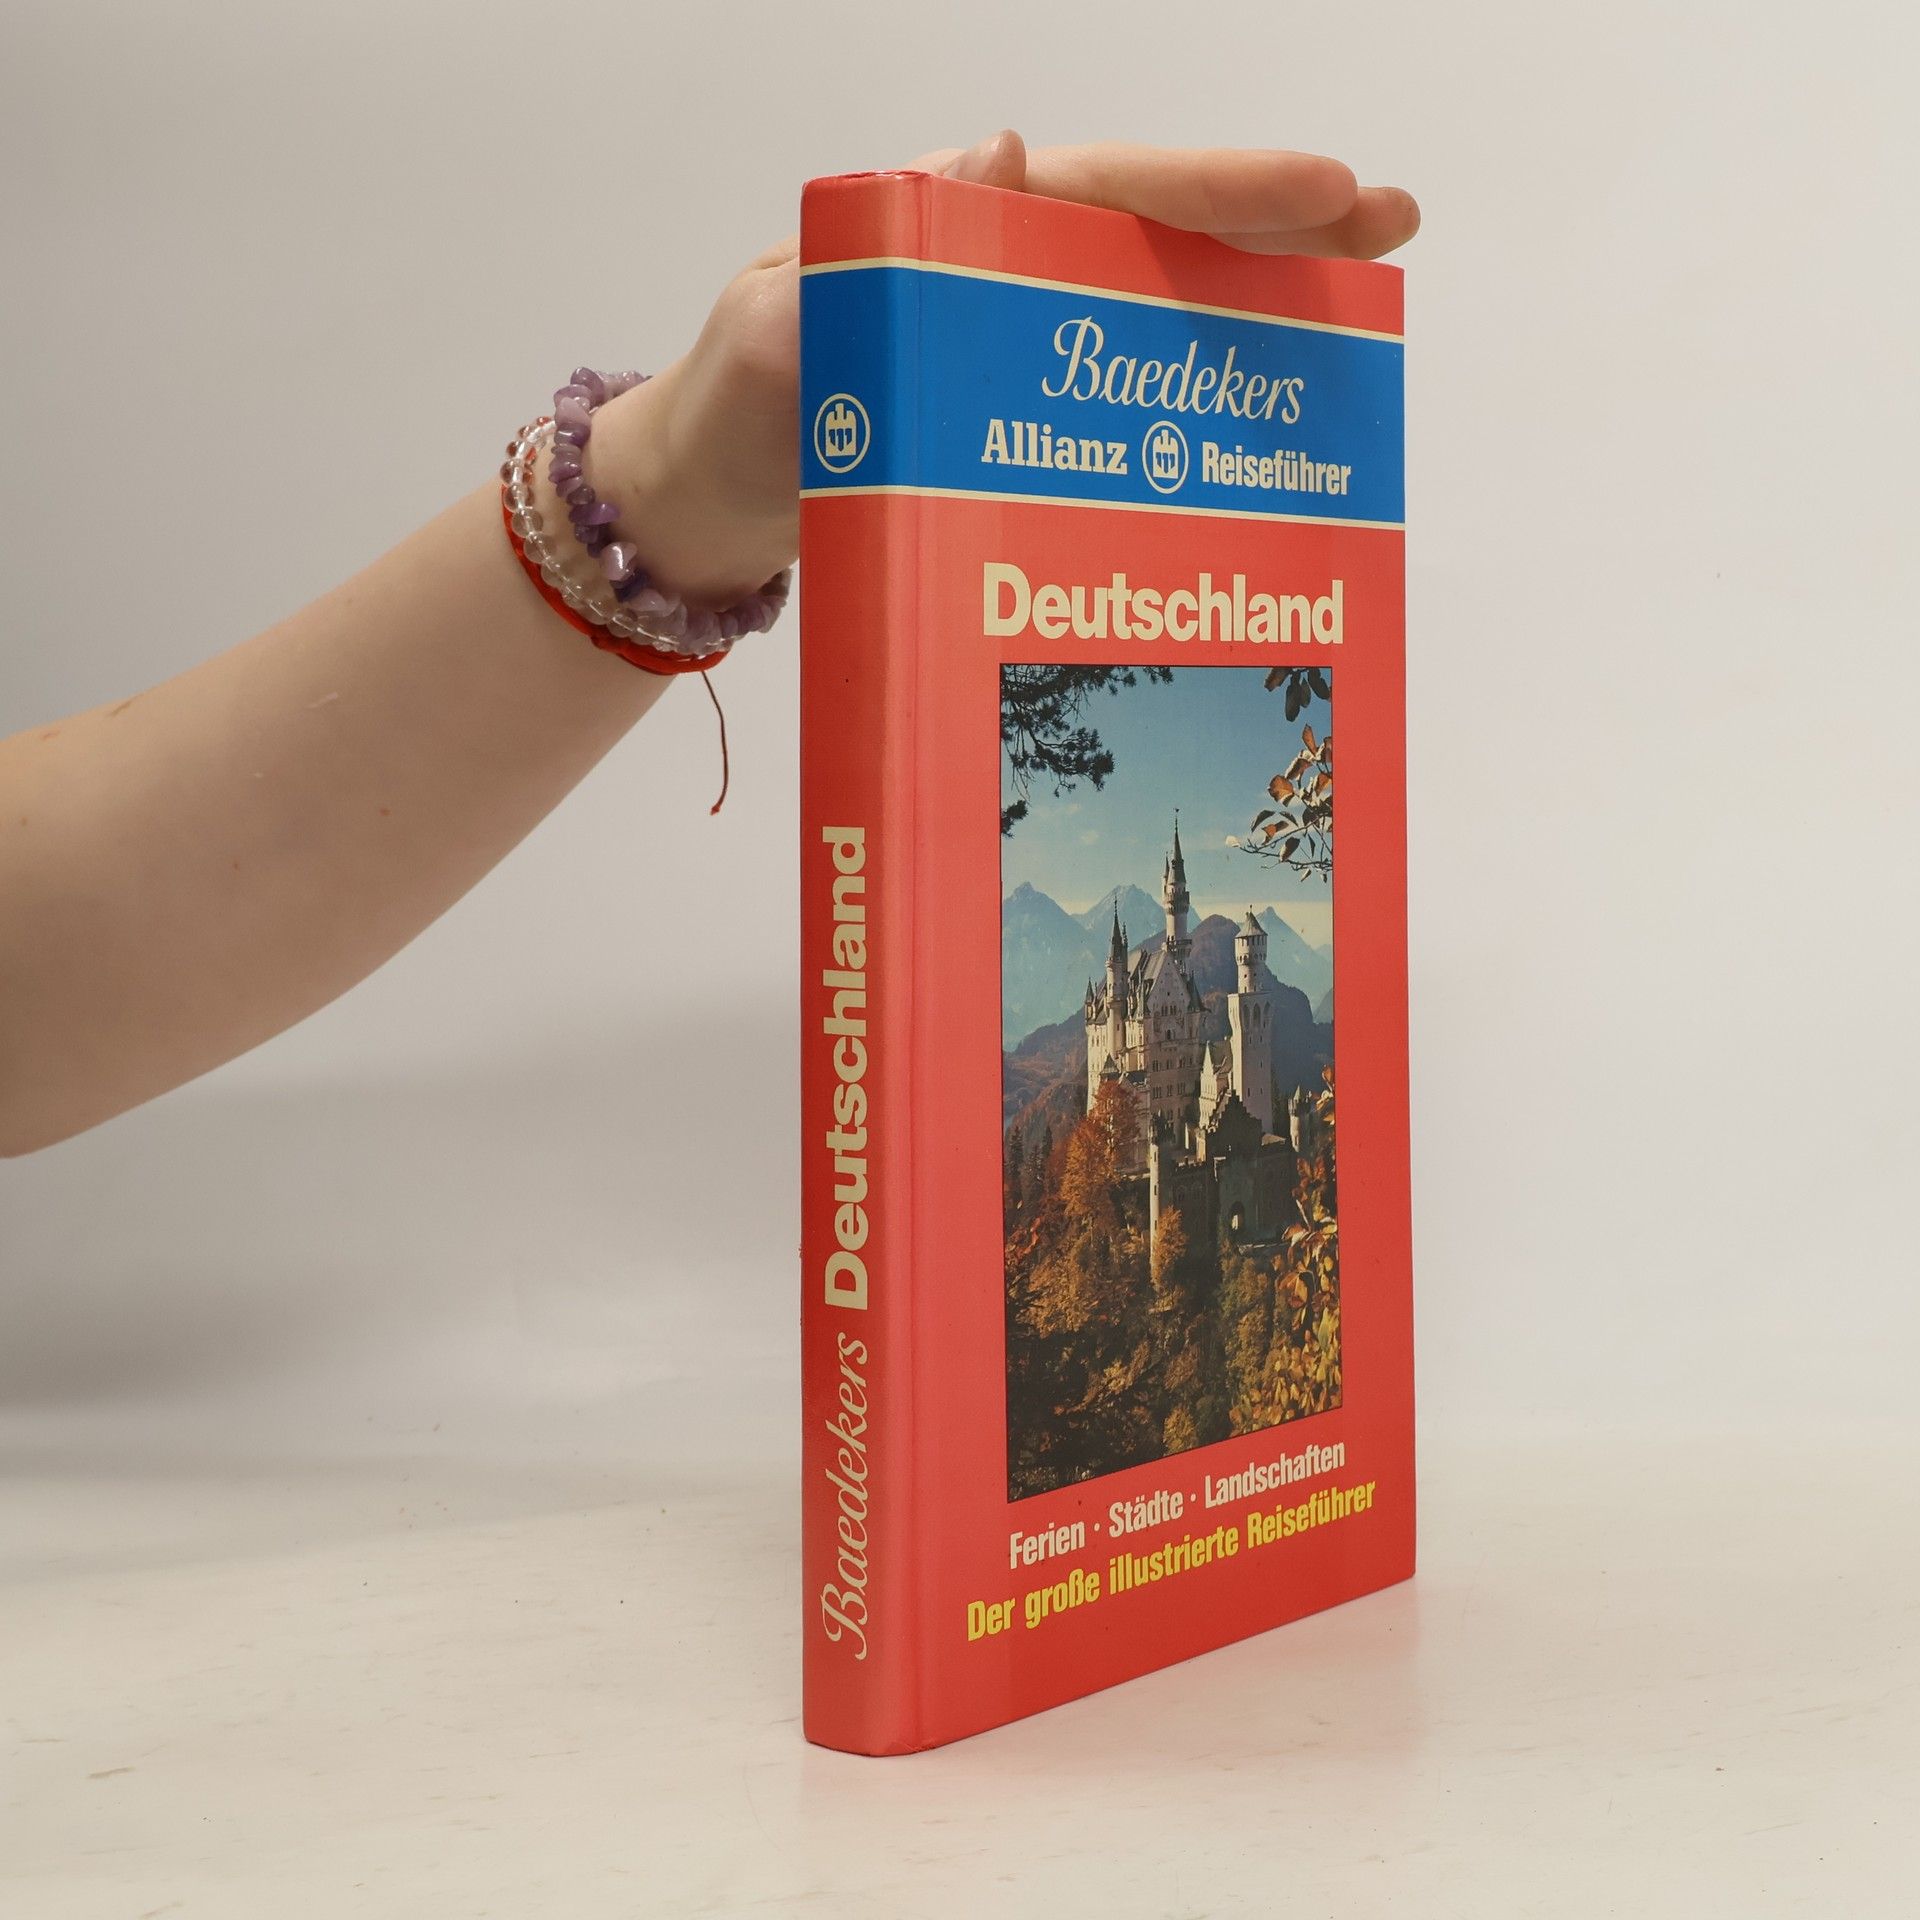 Baedekers
Allianz Reiseführer
Deutschland
Ferien · Städte · Landschaften
Der große illustrierte Reiseführer
Baedekers Deutschland